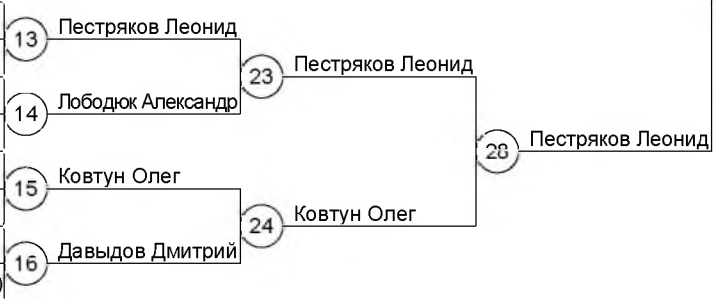 13 Пестряков Леонид
23 Пестряков Леонид
14 Лободюк Александр
28 Пестряков Леонид
15 Ковтун Олег
24 Ковтун Олег
16 Давыдов Дмитрий